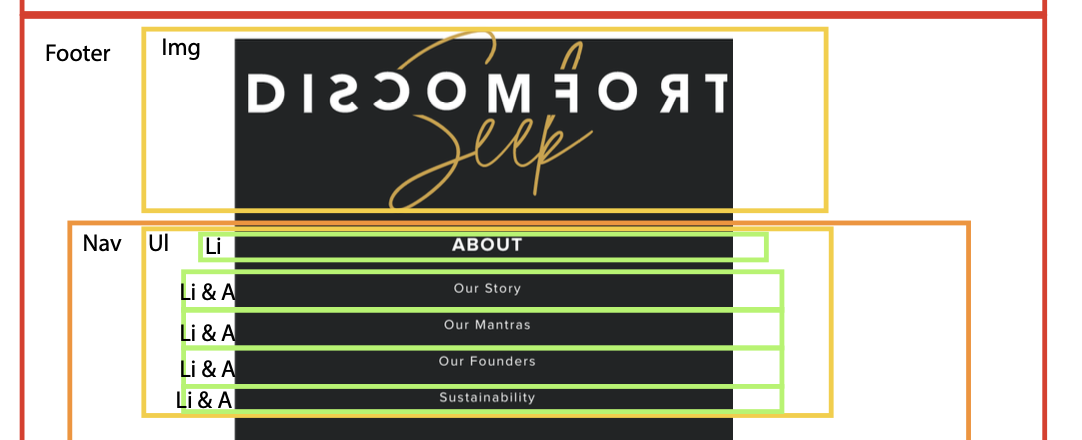 Footer
Img
DISCOMFORT
Seek
Nav
Ul
Li
ABOUT
Li & A
Our Story
Li & A
Our Mantras
Li & A
Our Founders
Li & A
Sustainability